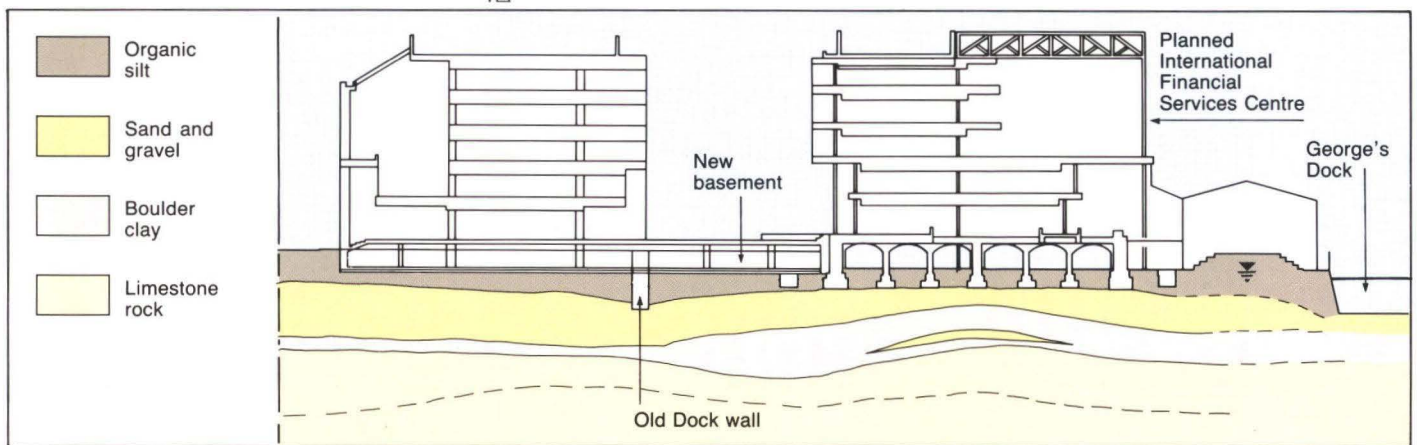 Organic
silt
Sand and
gravel
Boulder
clay
Limestone
rock
New
basement
Old Dock wall
Planned
International
Financial
Services Centre
George's
Dock